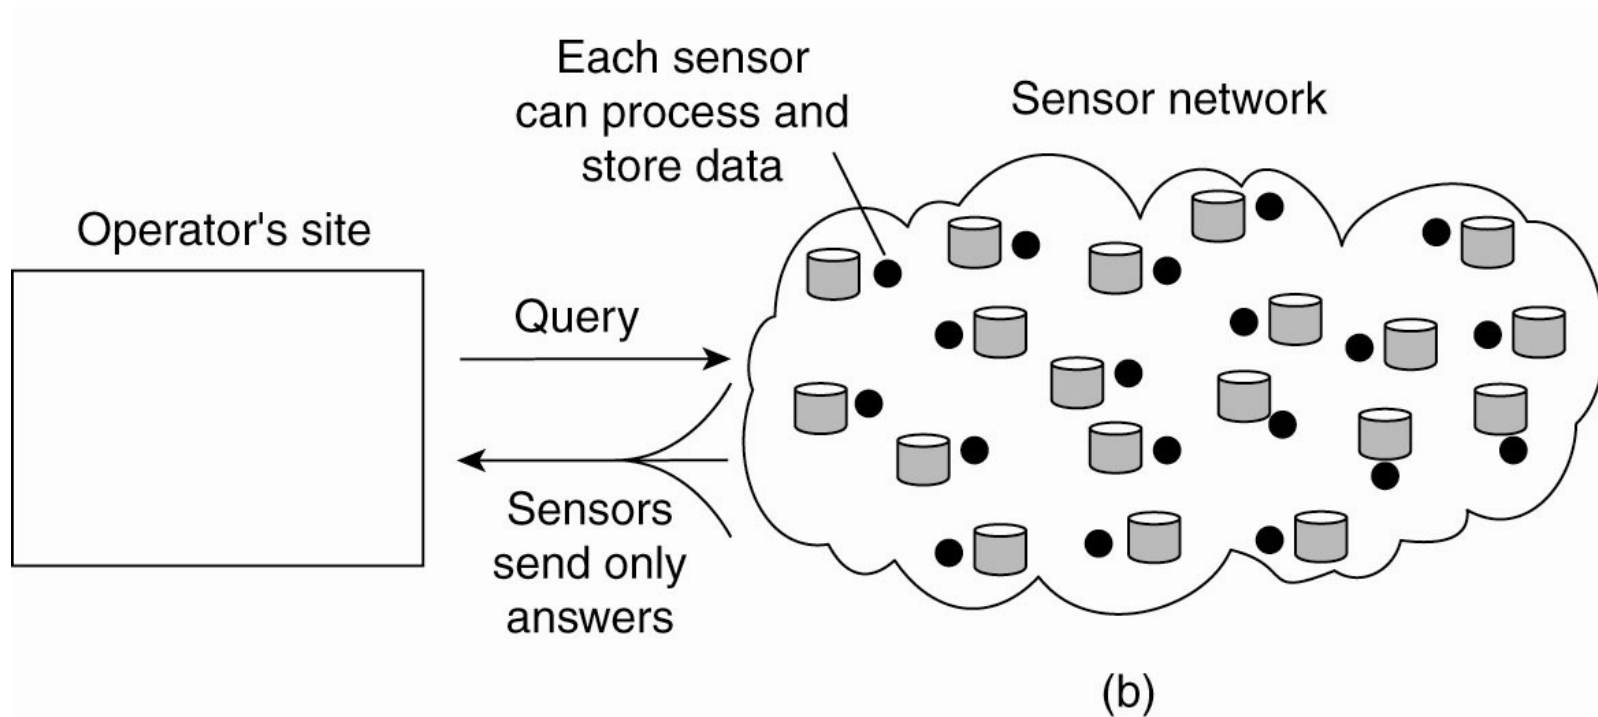 Each sensor
can process and
store data
Sensor network
Operator's site
Query
Sensors
send only
answers
(b)